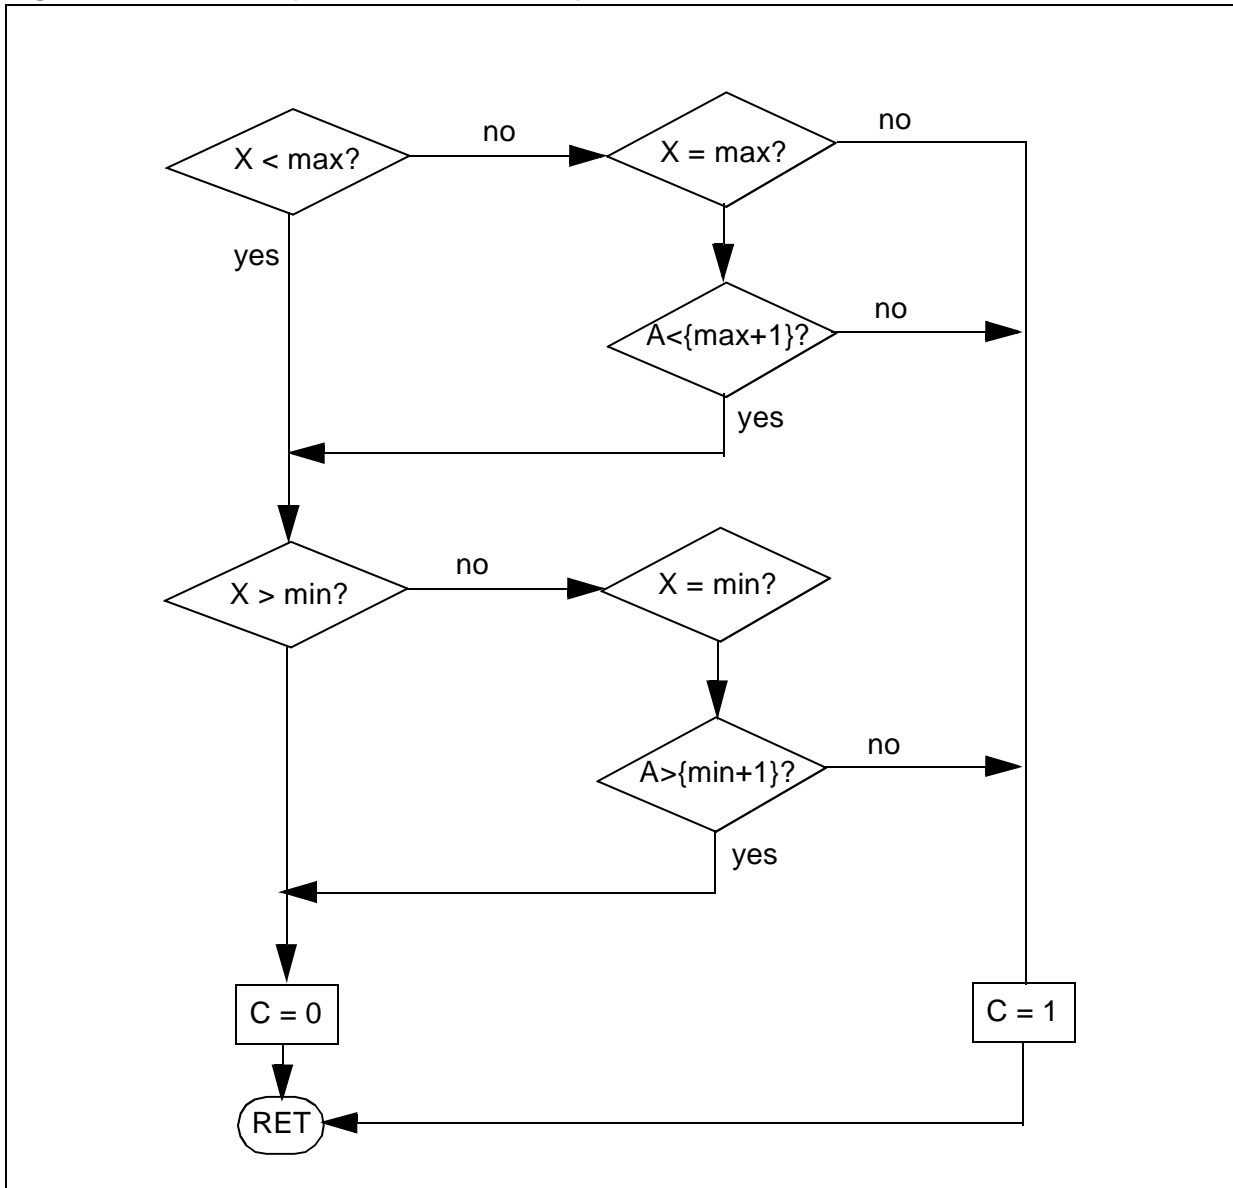 X < max?
no
X = max?
no
yes
A<{max+1}?
no
yes
X > min?
no
X = min?
A>{min+1}?
no
yes
C = 0
C = 1
RET